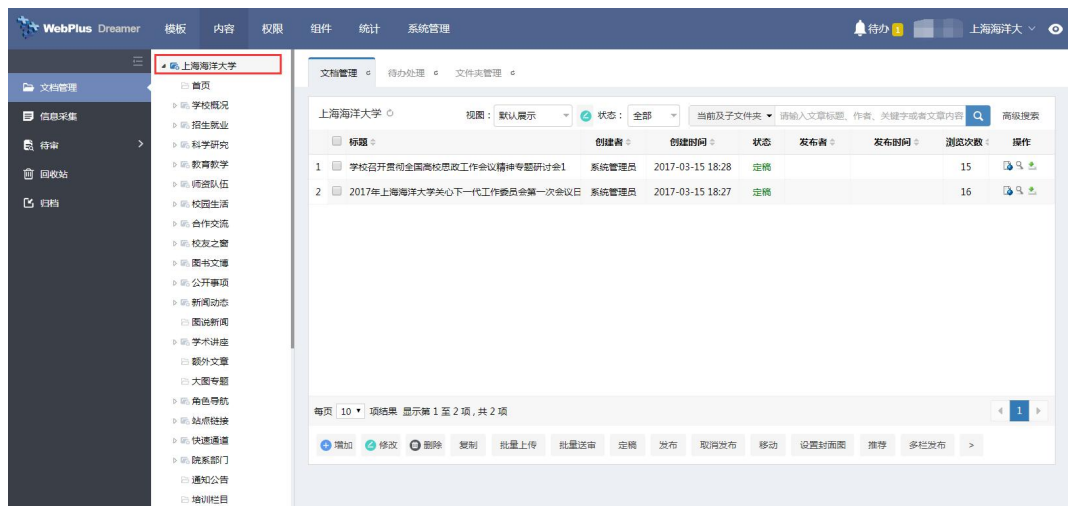 WebPlus Dreamer 模板 内容 权限 组件 统计 系统管理 待办 1 上海海洋大
文档管理
信息采集
待审
回收站
归档
上海海洋大学
首页
学校概况
招生就业
科学研究
教育教学
师资队伍
校园生活
合作交流
校友之窗
图书文博
公开事项
新闻动态
图说新闻
学术讲座
额外文章
大图专题
角色导航
站点链接
快速通道
院系部门
通知公告
培训栏目
文档管理 待办处理 文件夹管理
上海海洋大学 视图: 默认展示 状态: 全部 当前及子文件夹 请输入文章标题、作者、关键字或者文章内容 高级搜索
标题 创建者 创建时间 状态 发布者 发布时间 浏览次数 操作
1 学校召开贯彻全国高校思政工作会议精神专题研讨会1 系统管理员 2017-03-15 18:28 定稿 15
2 2017年上海海洋大学关心下一代工作委员会第一次会议日 系统管理员 2017-03-15 18:27 定稿 16
每页 10 项结果 显示第 1 至 2 项 , 共 2 项 1
增加 修改 删除 复制 批量上传 批量送审 定稿 发布 取消发布 移动 设置封面图 推荐 多栏发布 >